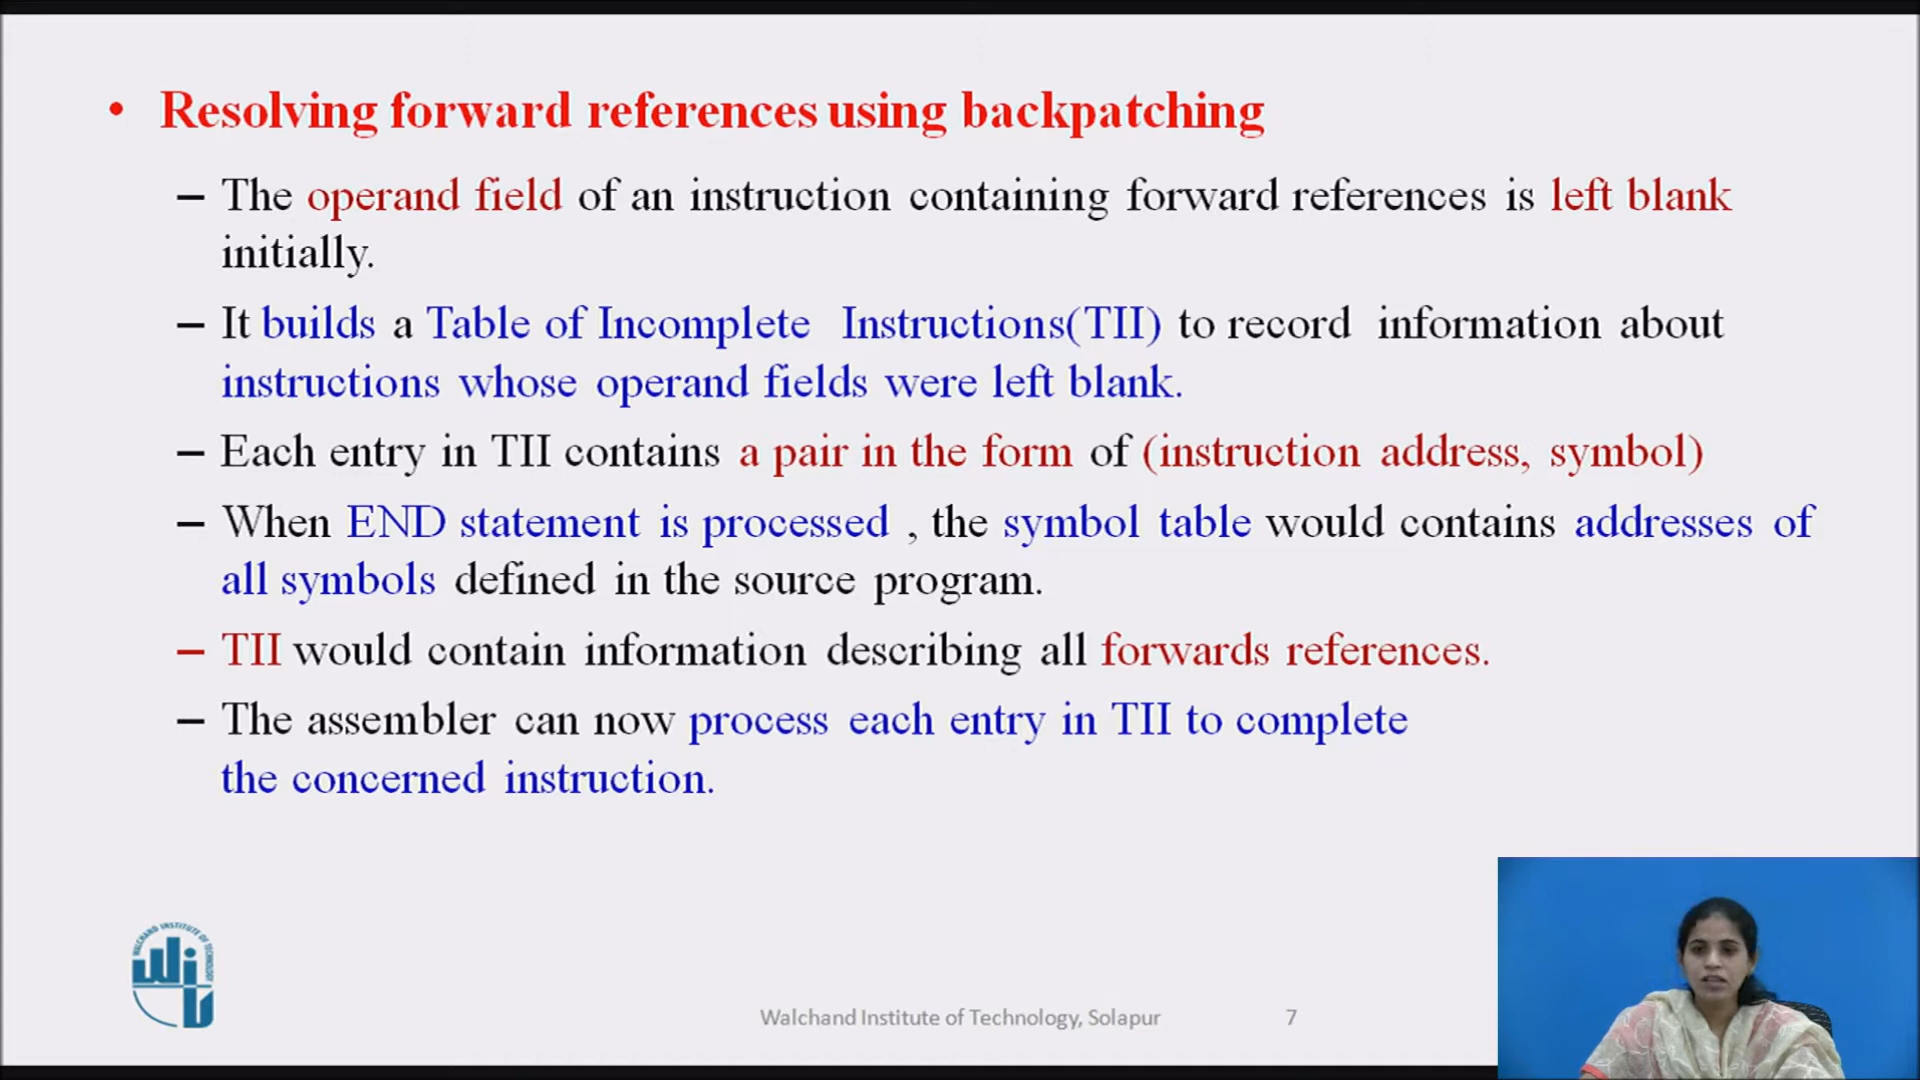 • Resolving forward references using backpatching
– The operand field of an instruction containing forward references is left blank
initially.
– It builds a Table of Incomplete Instructions(TII) to record information about
instructions whose operand fields were left blank.
– Each entry in TII contains a pair in the form of (instruction address, symbol)
– When END statement is processed , the symbol table would contains addresses of
all symbols defined in the source program.
– TII would contain information describing all forwards references.
– The assembler can now process each entry in TII to complete
the concerned instruction.
WALCHAND INSTITUTE OF TECHNOLOGY
WIT
Walchand Institute of Technology, Solapur 7